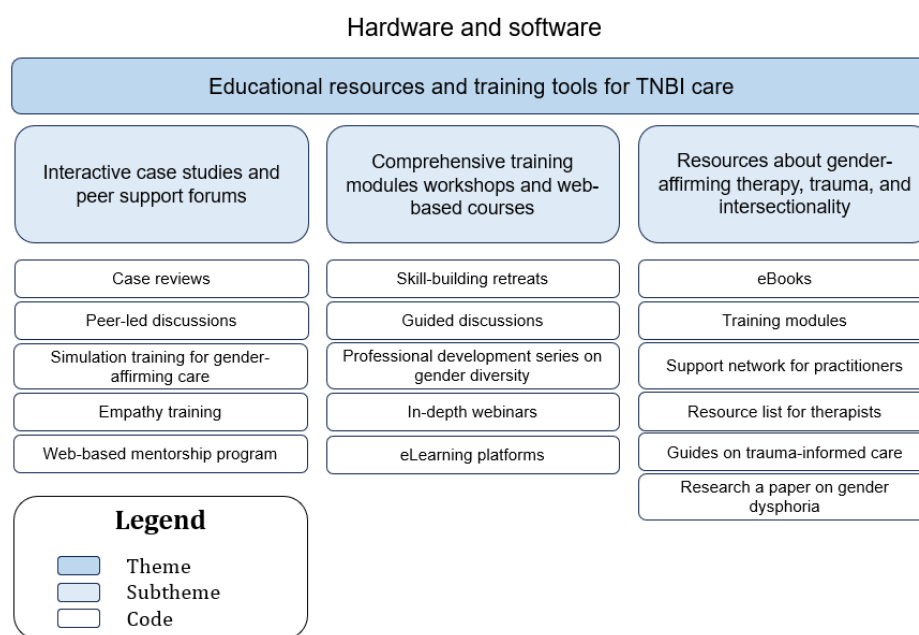 Hardware and software
Educational resources and training tools for TNBI care
Interactive case studies and
peer support forums
Case reviews
Peer-led discussions
Simulation training for gender-
affirming care
Empathy training
Web-based mentorship program
Comprehensive training
modules workshops and web-
based courses
Skill-building retreats
Guided discussions
Professional development series on
gender diversity
In-depth webinars
eLearning platforms
Resources about gender-
affirming therapy, trauma, and
intersectionality
eBooks
Training modules
Support network for practitioners
Resource list for therapists
Guides on trauma-informed care
Research a paper on gender
dysphoria
Legend
Theme
Subtheme
Code